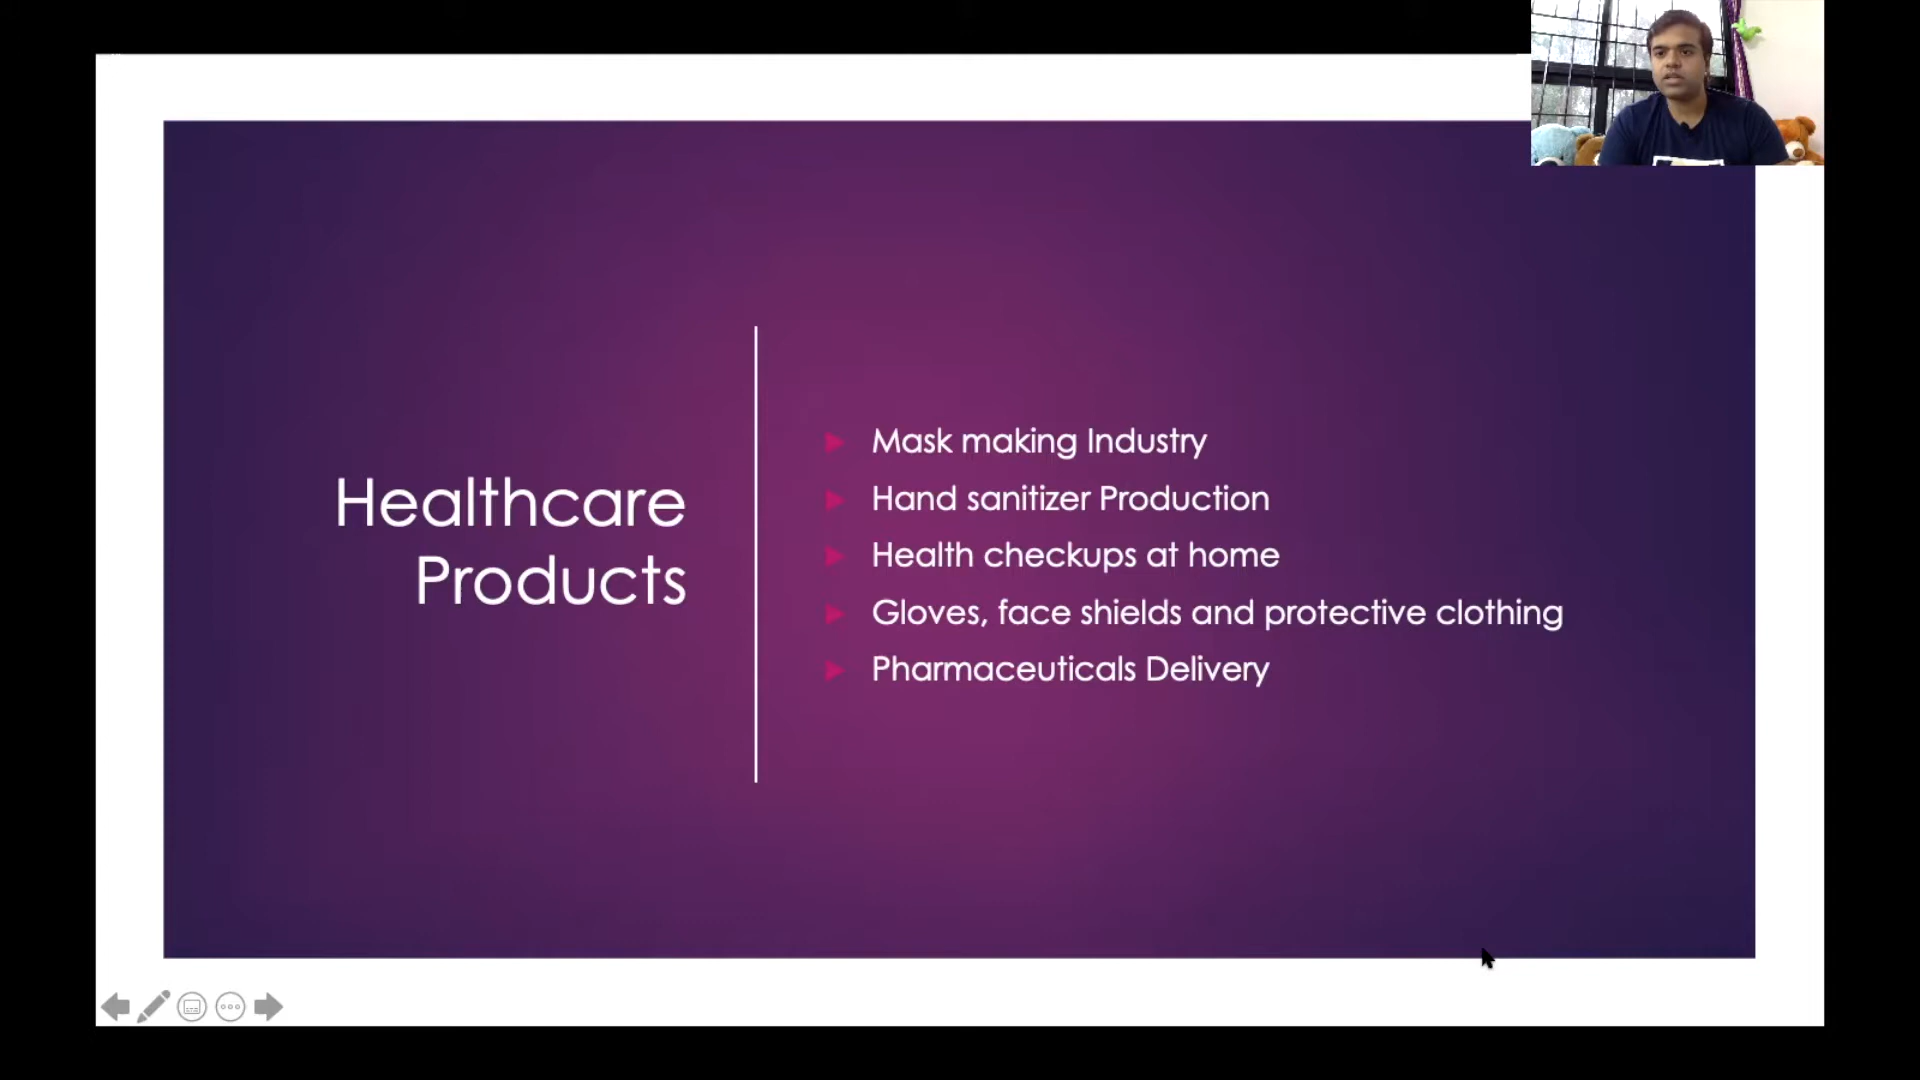 Healthcare
Products
Mask making Industry
Hand sanitizer Production
Health checkups at home
Gloves, face shields and protective clothing
Pharmaceuticals Delivery